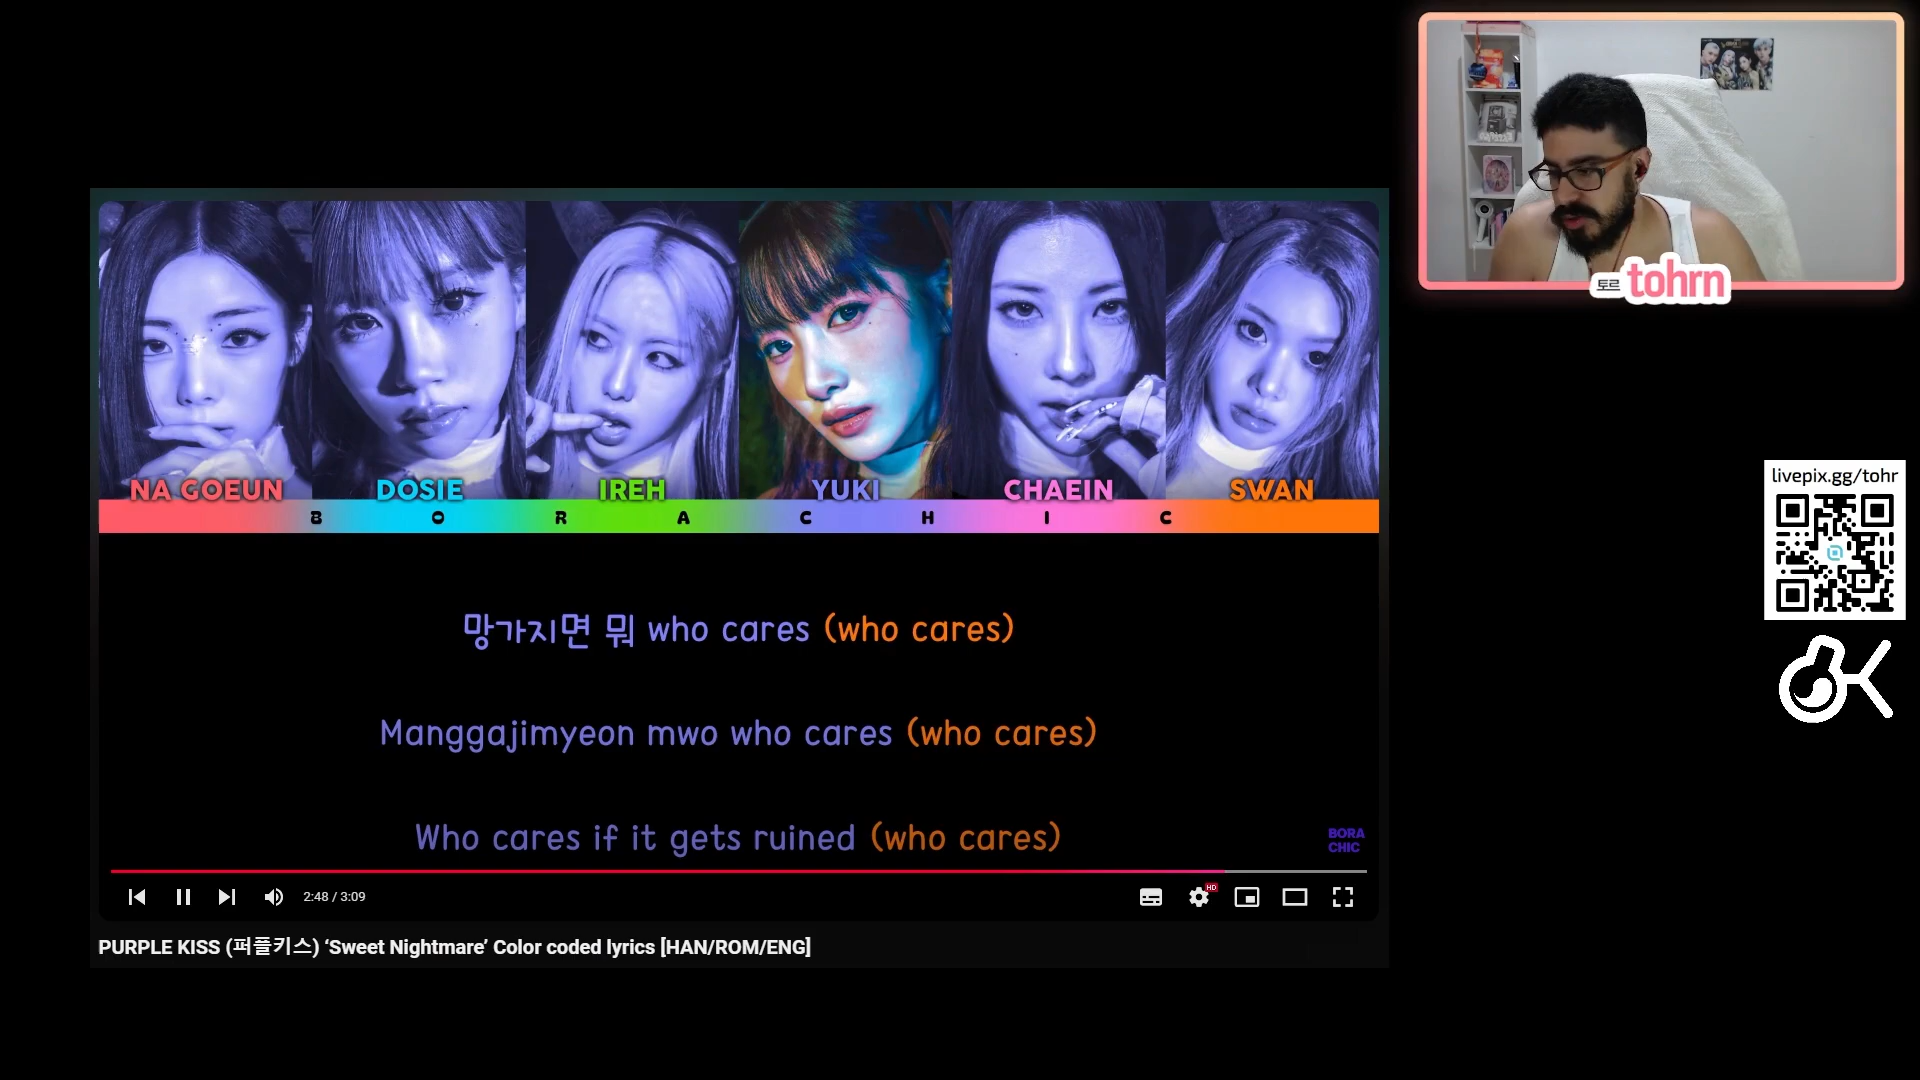 토르 tohrn
NA GOEUN DOSIE IREH YUKI CHAEIN SWAN
B O R A C H I C
livepix.gg/tohr
망가지면 뭐 who cares (who cares)
Manggajimyeon mwo who cares (who cares)
Who cares if it gets ruined (who cares)
BORA
CHIC
2:48 / 3:09
HD
PURPLE KISS (퍼플키스) ‘Sweet Nightmare’ Color coded lyrics [HAN/ROM/ENG]